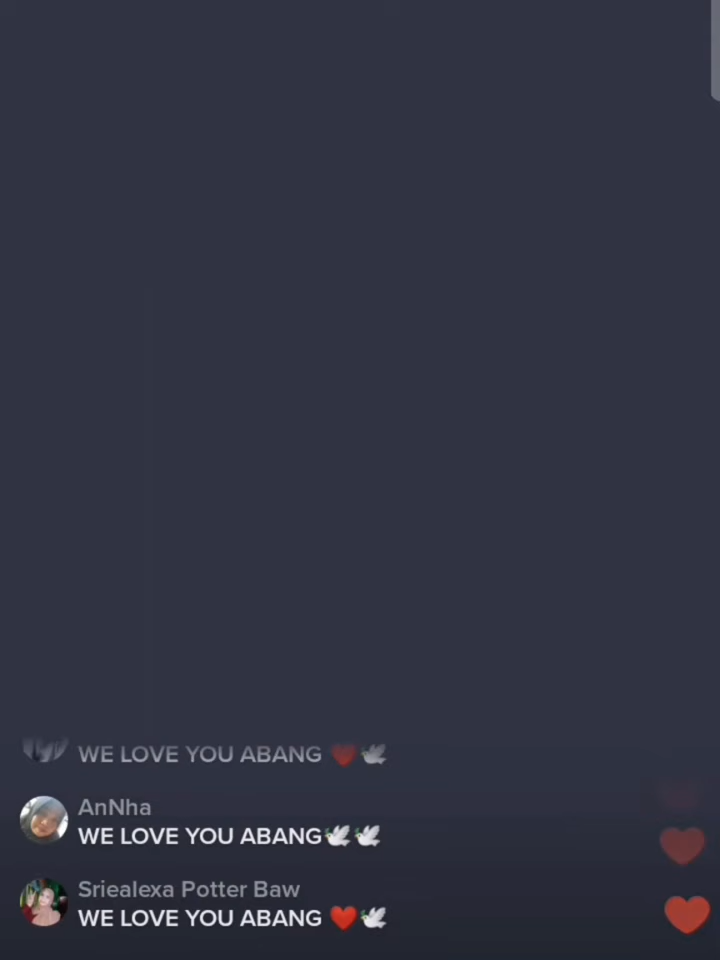 WE LOVE YOU ABANG ❤️🕊️
AnNha
WE LOVE YOU ABANG🕊️🕊️
Sriealexa Potter Baw
WE LOVE YOU ABANG ❤️🕊️